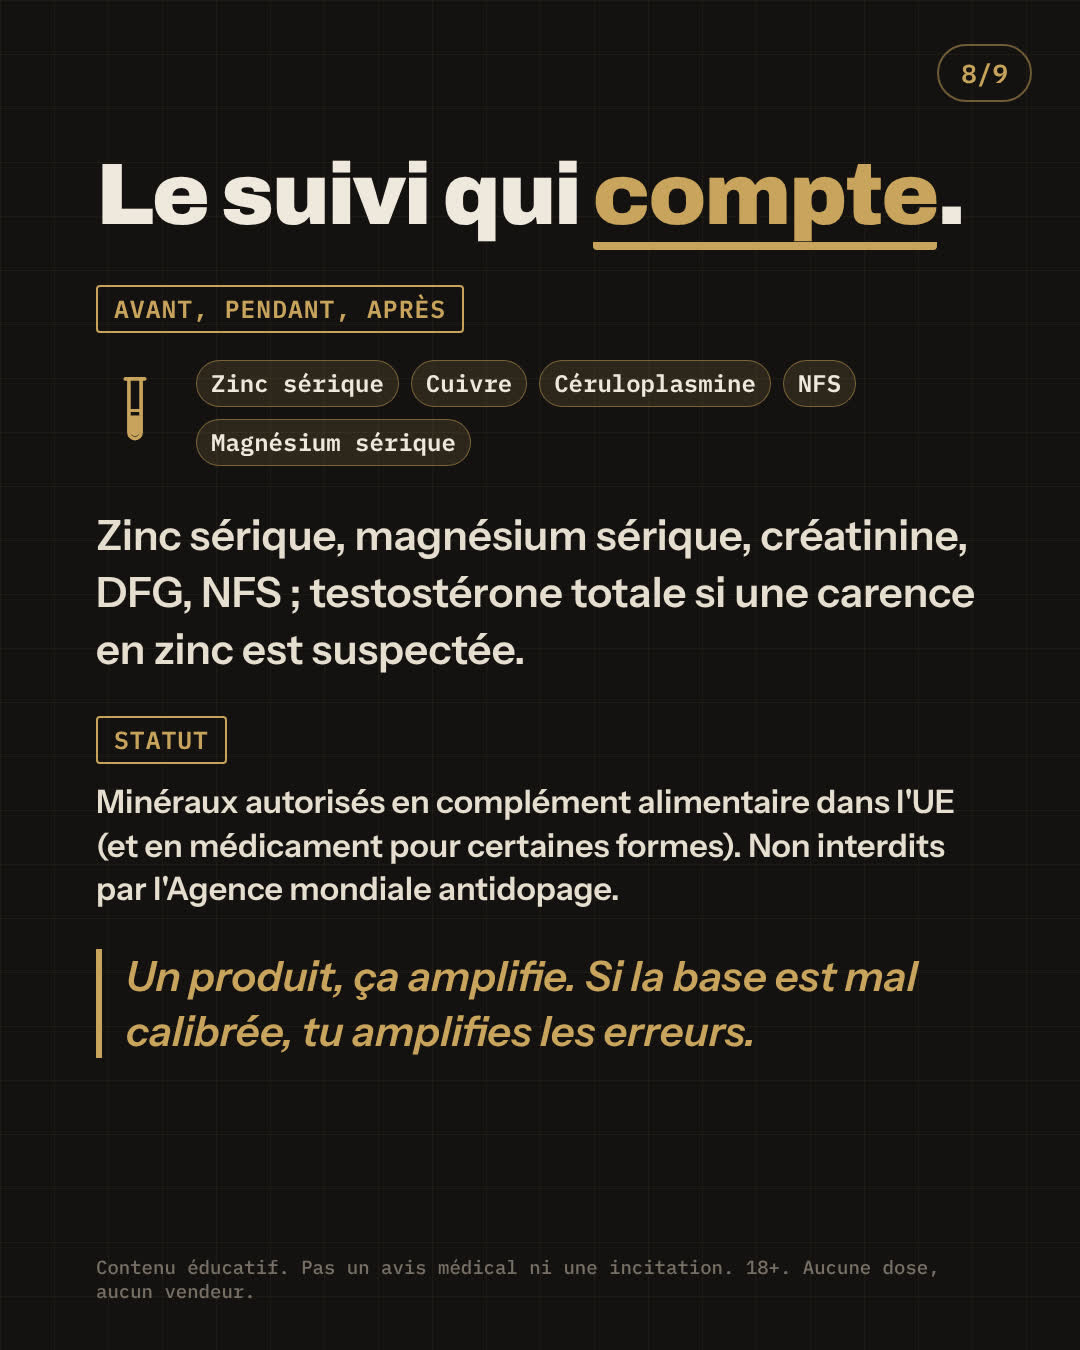 8/9
Le suivi qui compte.
AVANT, PENDANT, APRÈS
Zinc sérique Cuivre Céruloplasmine NFS
Magnésium sérique
Zinc sérique, magnésium sérique, créatinine,
DFG, NFS ; testostérone totale si une carence
en zinc est suspectée.
STATUT
Minéraux autorisés en complément alimentaire dans l'UE
(et en médicament pour certaines formes). Non interdits
par l'Agence mondiale antidopage.
Un produit, ça amplifie. Si la base est mal
calibrée, tu amplifies les erreurs.
Contenu éducatif. Pas un avis médical ni une incitation. 18+. Aucune dose,
aucun vendeur.